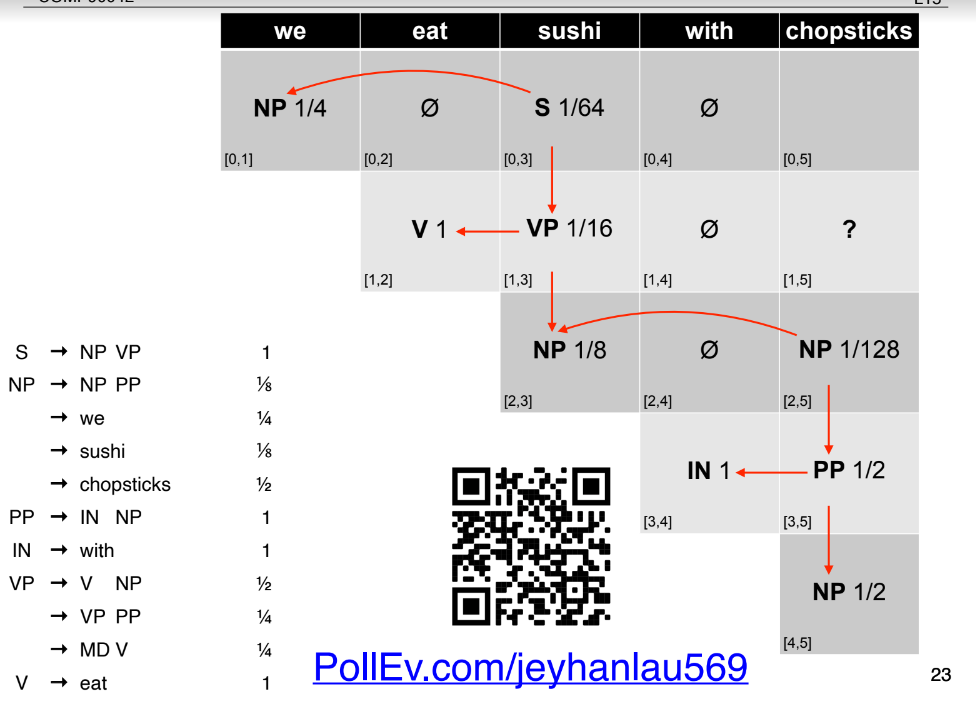 we eat sushi with chopsticks
NP 1/4 Ø S 1/64 Ø
[0,1] [0,2] [0,3] [0,4] [0,5]
V 1 VP 1/16 Ø ?
[1,2] [1,3] [1,4] [1,5]
NP 1/8 Ø NP 1/128
[2,3] [2,4] [2,5]
IN 1 PP 1/2
[3,4] [3,5]
NP 1/2
[4,5]
S → NP VP 1
NP → NP PP ⅛
→ we ¼
→ sushi ⅛
→ chopsticks ½
PP → IN NP 1
IN → with 1
VP → V NP ½
→ VP PP ¼
→ MD V ¼
V → eat 1
PollEv.com/jeyhanlau569
23